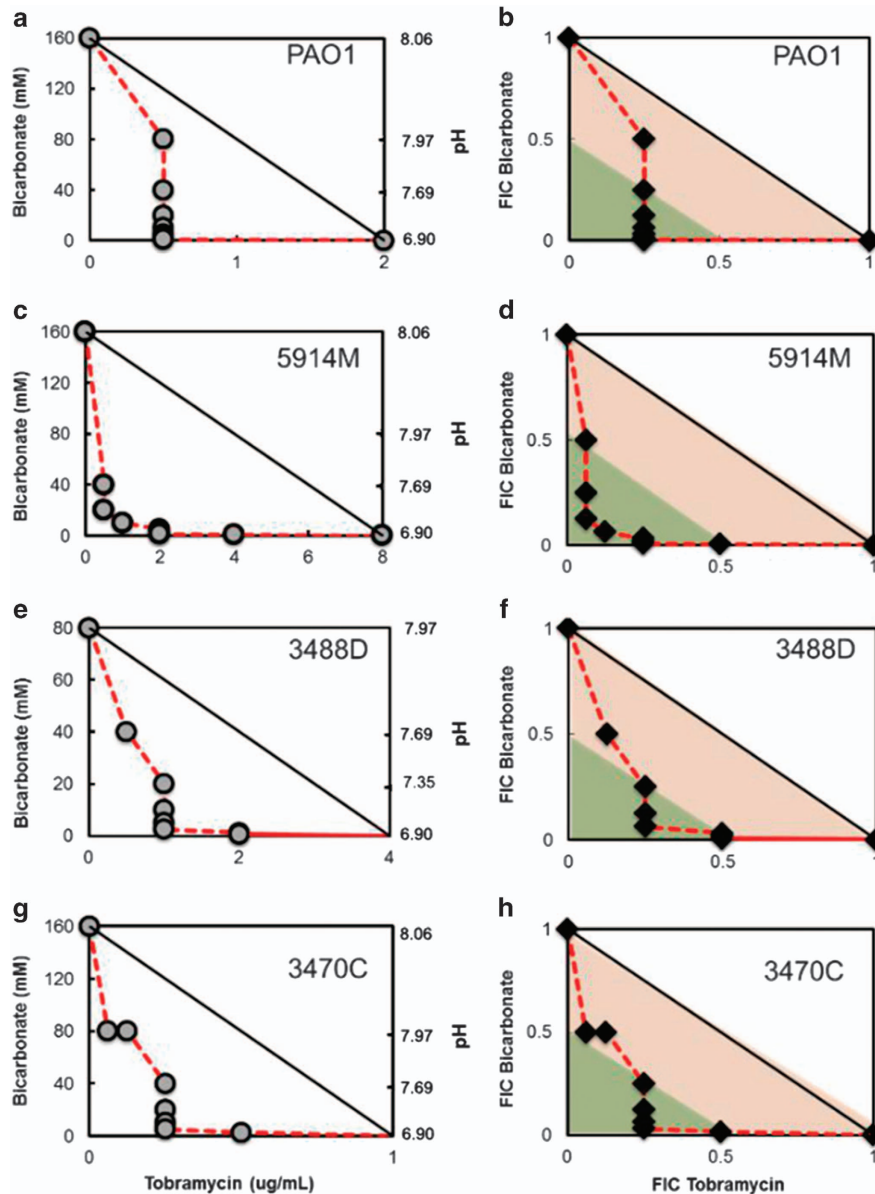 a
b
160
PAO1
8.06
120
80
7.97
40
7.69
0
6.90
0
1
2
Bicarbonate (mM)
pH
1
PAO1
0.5
0
0
0.5
1
FIC Bicarbonate
c
d
160
5914M
8.06
120
80
7.97
40
7.69
0
6.90
0
2
4
6
8
Bicarbonate (mM)
pH
1
5914M
0.5
0
0
0.5
1
FIC Bicarbonate
e
f
80
3488D
7.97
60
40
7.69
20
7.35
0
6.90
0
2
4
Bicarbonate (mM)
pH
1
3488D
0.5
0
0
0.5
1
FIC Bicarbonate
g
h
160
3470C
8.06
120
80
7.97
40
7.69
0
6.90
0
1
Bicarbonate (mM)
pH
Tobramycin (ug/mL)
1
3470C
0.5
0
0
0.5
1
FIC Bicarbonate
FIC Tobramycin